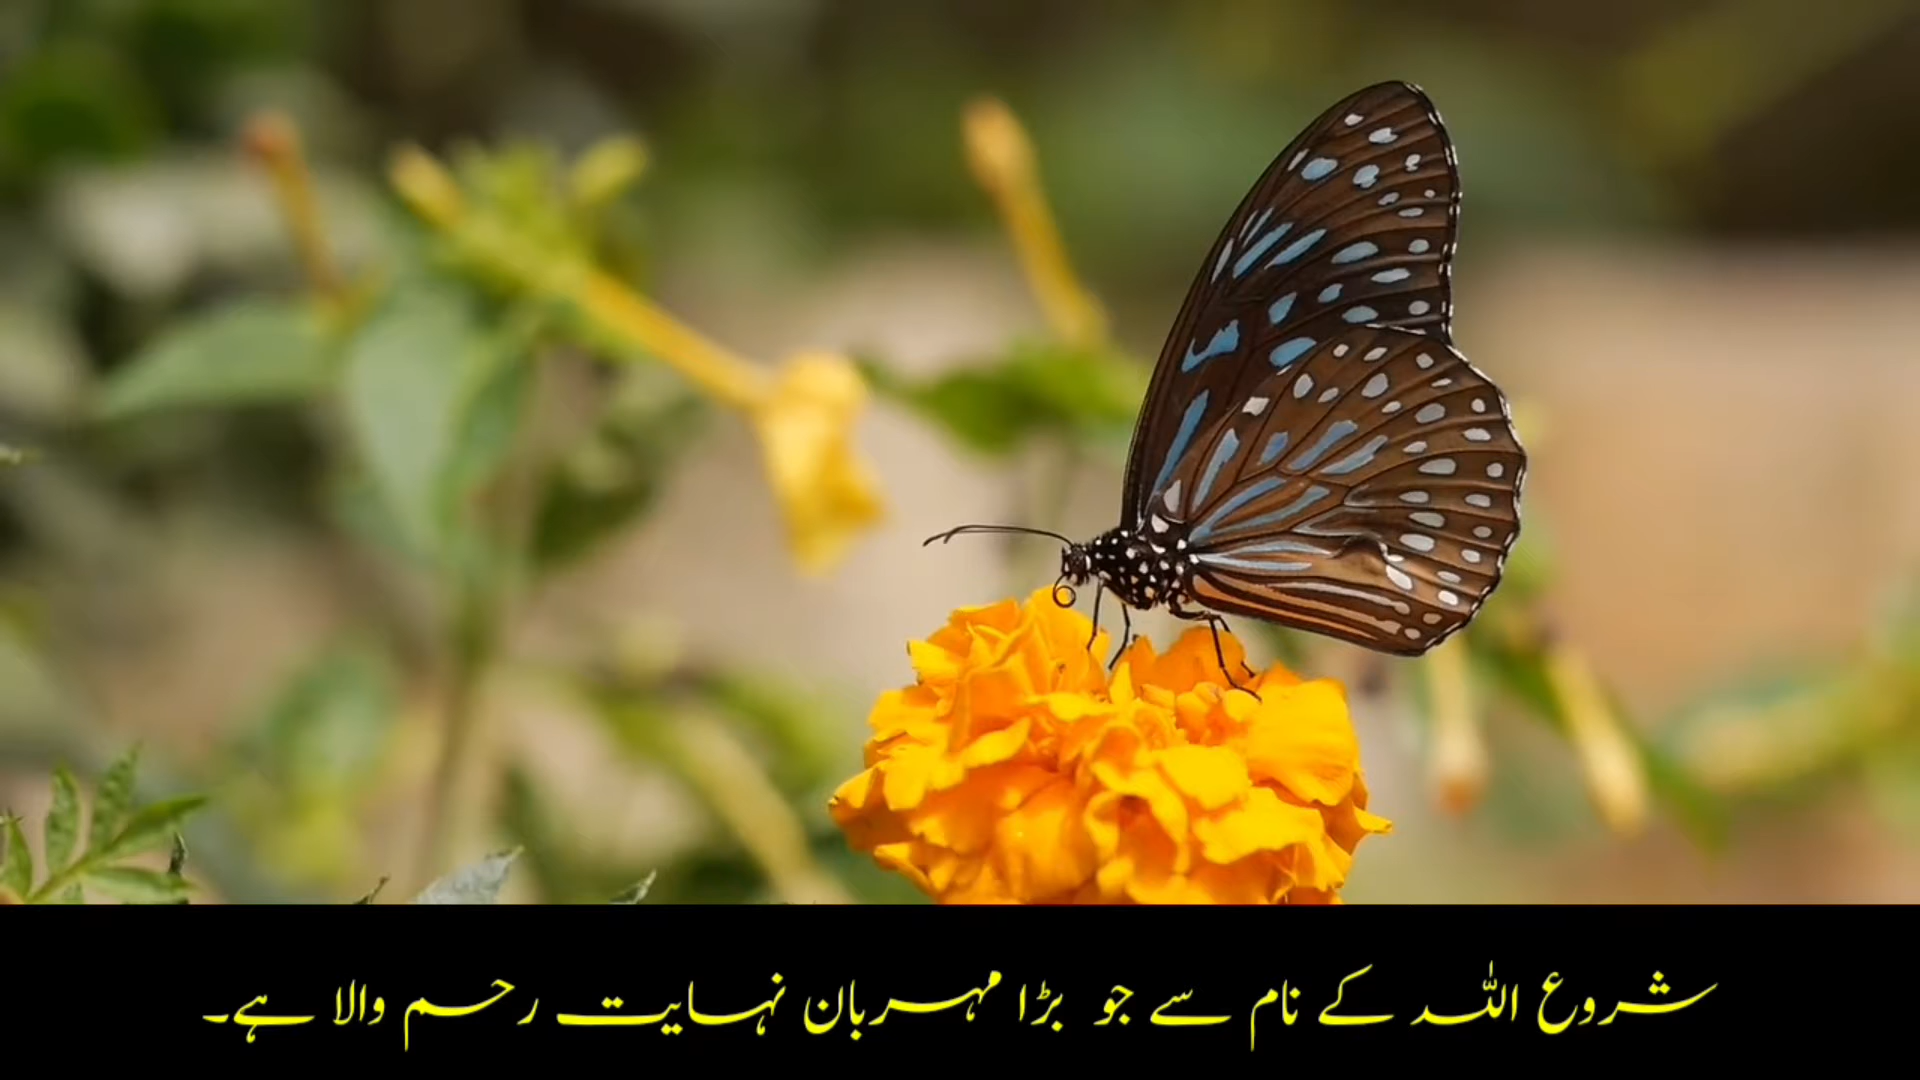 شروع اللہ کے نام سے جو بڑا مہربان نہایت رحم والا ہے۔